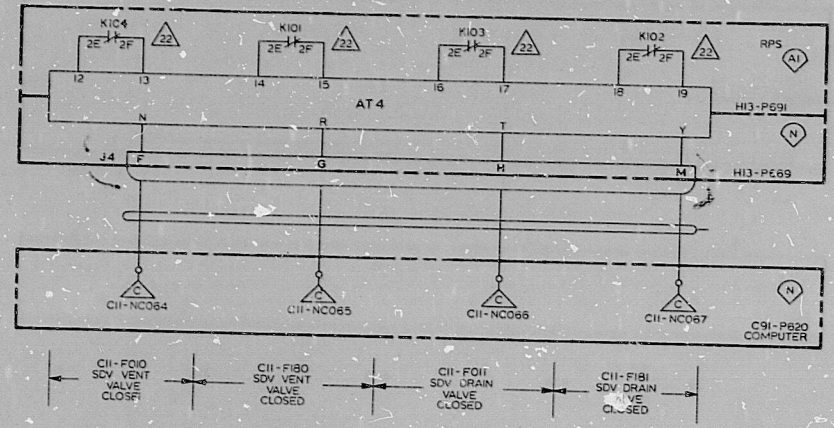 K1C4 22 K101 22 K103 22 K102 22 RPS
2E 2F 2E 2F 2E 2F 2E 2F A1
12 13 14 15 16 17 18 19
AT4 H13-P691
N R T Y N
J4 F G H M H13-P669
C C C C N
C11-NC064 C11-NC065 C11-NC066 C11-NC067
C91-P620
COMPUTER
C11-F010
SDV VENT
VALVE
CLOSED
C11-F180
SDV VENT
VALVE
CLOSED
C11-F011
SDV DRAIN
VALVE
CLOSED
C11-F181
SDV DRAIN
VALVE
CLOSED